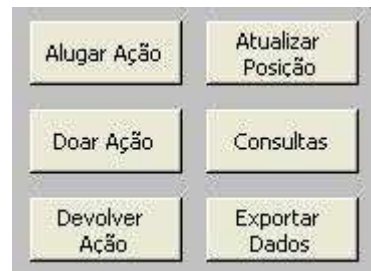 Alugar Ação
Atualizar
Posição
Doar Ação
Consultas
Devolver
Ação
Exportar
Dados